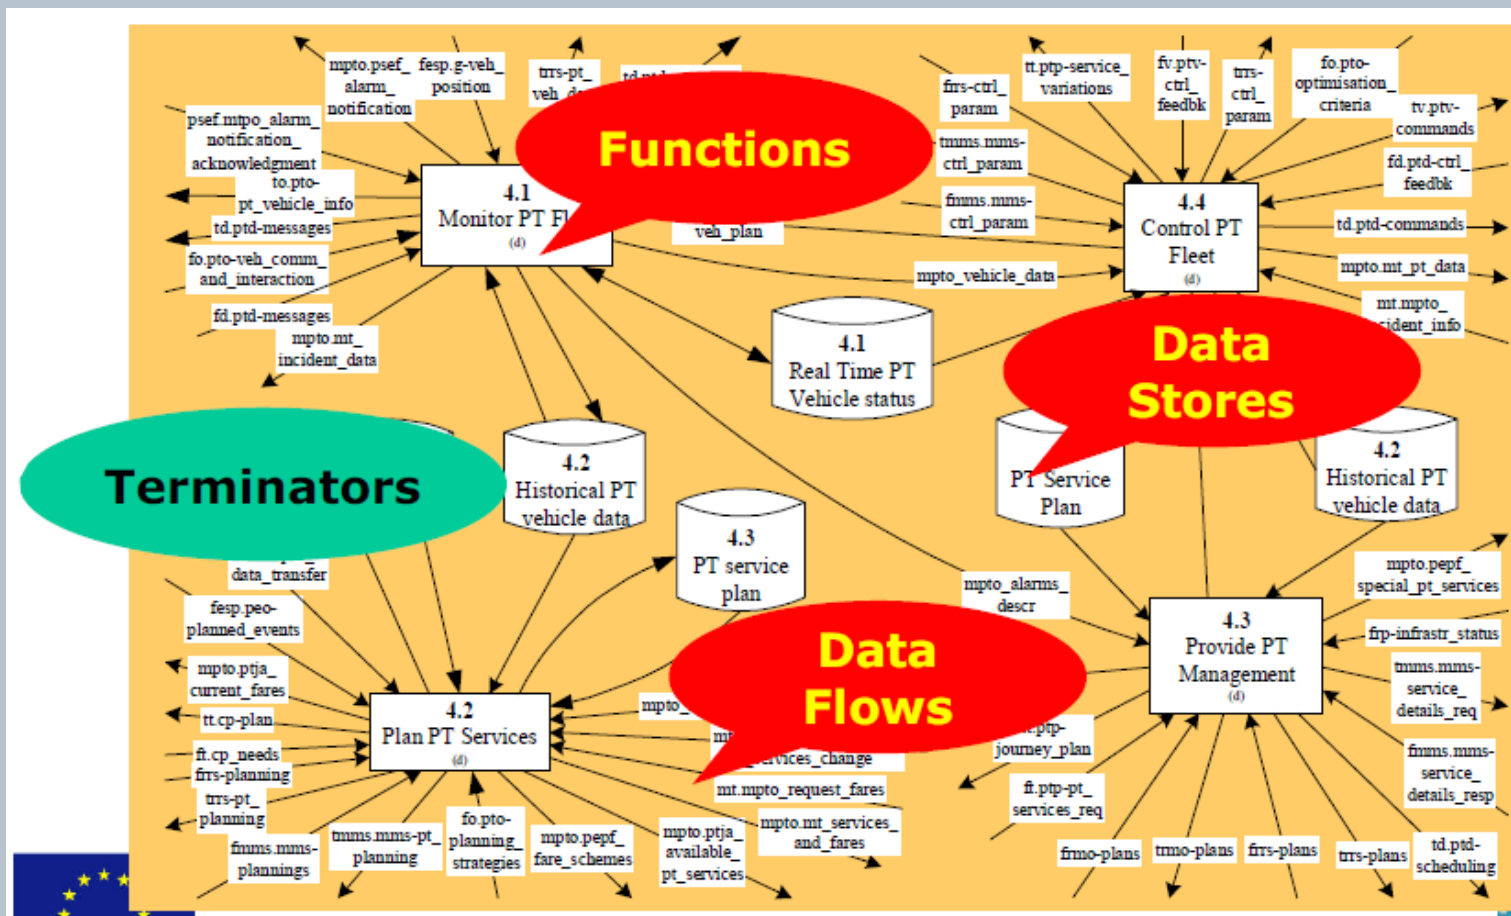 mpto.psef_
alarm_
notification
fesp.g-veh_
position
trrs-pt_
psef.mtpo_alarm_
notification_
acknowledgment
to.pto-
pt_vehicle_info
td.ptd-messages
fo.pto-veh_comm_
and_interaction
fd.ptd-messages
mpto.mt_
incident_data
4.1
Monitor PT
(d)
Functions
veh_plan
mpto_vehicle_data
frrs-ctrl_
param
tmms.mms-
ctrl_param
fmms.mms-
ctrl_param
tt.ptp-service_
variations
fv.ptv-
ctrl_
feedbk
trrs-
ctrl_
param
fo.pto-
optimisation_
criteria
tv.ptv-
commands
fd.ptd-ctrl_
feedbk
td.ptd-commands
mpto.mt_pt_data
mt.mpto_
4.4
Control PT
Fleet
(d)
4.1
Real Time PT
Vehicle status
Data
Stores
PT Service
Plan
4.2
Historical PT
vehicle data
Terminators
4.2
Historical PT
vehicle data
4.3
PT service
plan
mpto_alarms_
descr
data_transfer
fesp.peo-
planned_events
mpto.ptja_
current_fares
tt.cp-plan
ft.cp_needs
frrs-planning
trrs-pt_
planning
fmms.mms-
plannings
tmms.mms-pt_
planning
fo.pto-
planning_
strategies
mpto.pepf_
fare_schemes
mpto.ptja_
available_
pt_services
mpto.mt_services_
and_fares
mt.mpto_request_fares
4.2
Plan PT Services
(d)
Data
Flows
journey_plan
ft.ptp-pt_
services_req
frmo-plans
trmo-plans
frrs-plans
trrs-plans
td.ptd-
scheduling
4.3
Provide PT
Management
(d)
mpto.pepf_
special_pt_services
frp-infrastr_status
tmms.mms-
service_
details_req
fmms.mms-
service_
details_resp